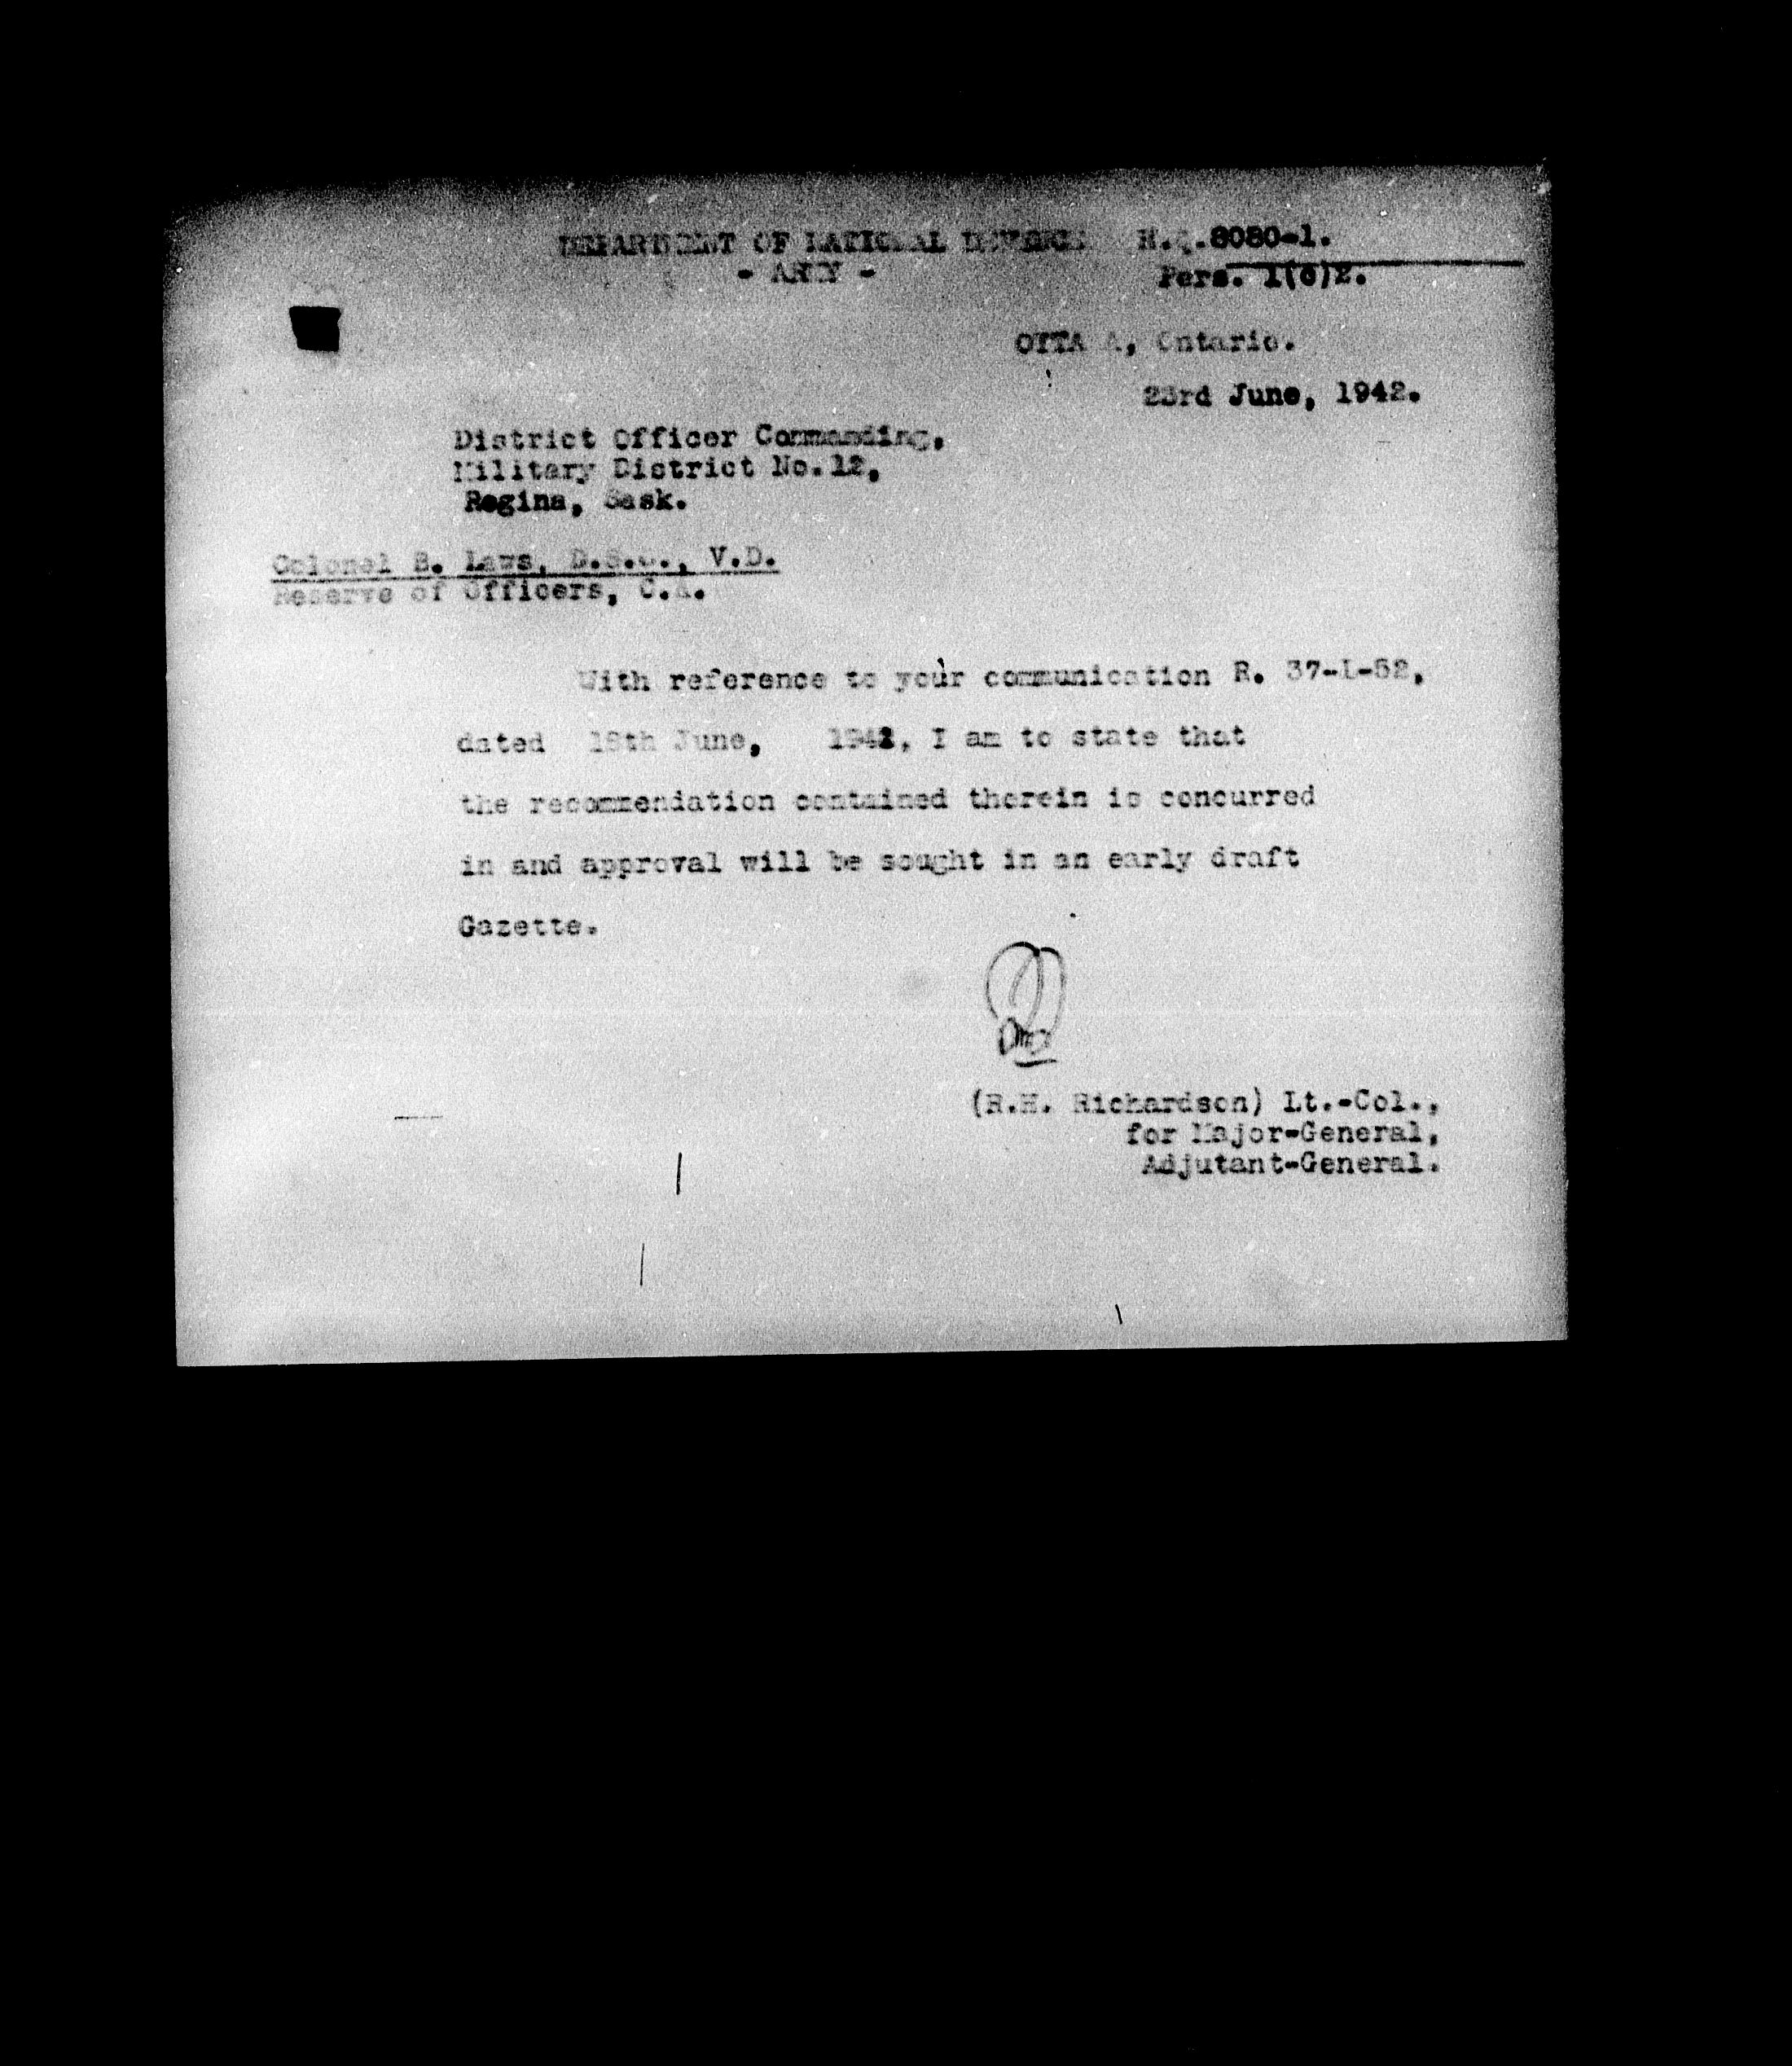 DEPARTMENT OF NATIONAL DEFENCE H.Q.8080-1.
- ARMY - Pers. 1(c)2.
OTTAWA, Ontario.
23rd June, 1942.
District Officer Commanding,
Military District No.12,
Regina, Sask.
Colonel B. Laws, D.S.O., V.D.
Reserve of Officers, C.A.
With reference to your communication R. 37-L-52,
dated 18th June, 1942, I am to state that
the recommendation contained therein is concurred
in and approval will be sought in an early draft
Gazette.
(R.H. Richardson) Lt.-Col.,
for Major-General,
Adjutant-General.